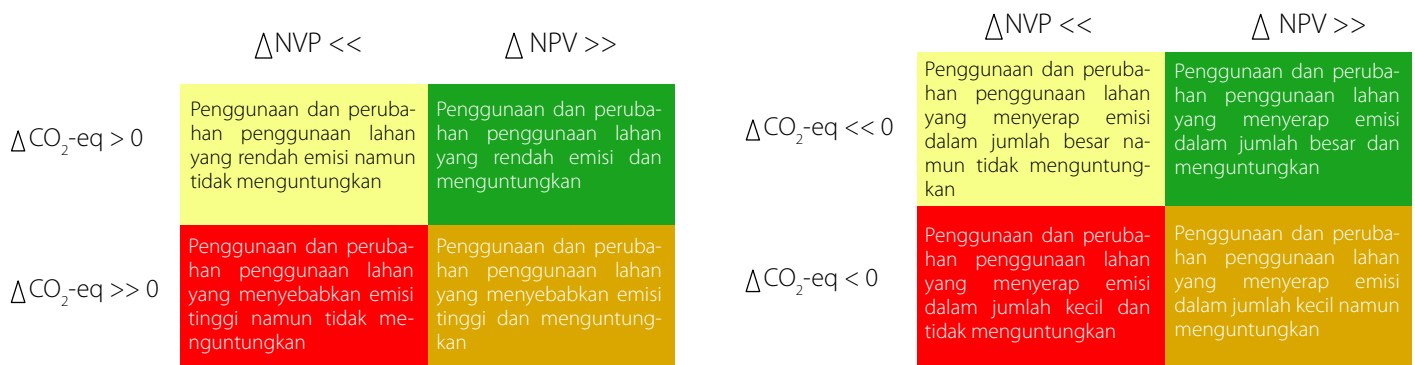 △NVP <<
△ NPV >>
△CO₂-eq > 0
Penggunaan dan peruba-
han penggunaan lahan
yang rendah emisi namun
tidak menguntungkan
Penggunaan dan peruba-
han penggunaan lahan
yang rendah emisi dan
menguntungkan
△CO₂-eq >> 0
Penggunaan dan peruba-
han penggunaan lahan
yang menyebabkan emisi
tinggi namun tidak me-
nguntungkan
Penggunaan dan peruba-
han penggunaan lahan
yang menyebabkan emisi
tinggi dan menguntung-
kan
△NVP <<
△ NPV >>
△CO₂-eq << 0
Penggunaan dan peruba-
han penggunaan lahan
yang menyerap emisi
dalam jumlah besar na-
mun tidak menguntung-
kan
Penggunaan dan peruba-
han penggunaan lahan
yang menyerap emisi
dalam jumlah besar dan
menguntungkan
△CO₂-eq < 0
Penggunaan dan peruba-
han penggunaan lahan
yang menyerap emisi
dalam jumlah kecil dan
tidak menguntungkan
Penggunaan dan peruba-
han penggunaan lahan
yang menyerap emisi
dalam jumlah kecil namun
menguntungkan